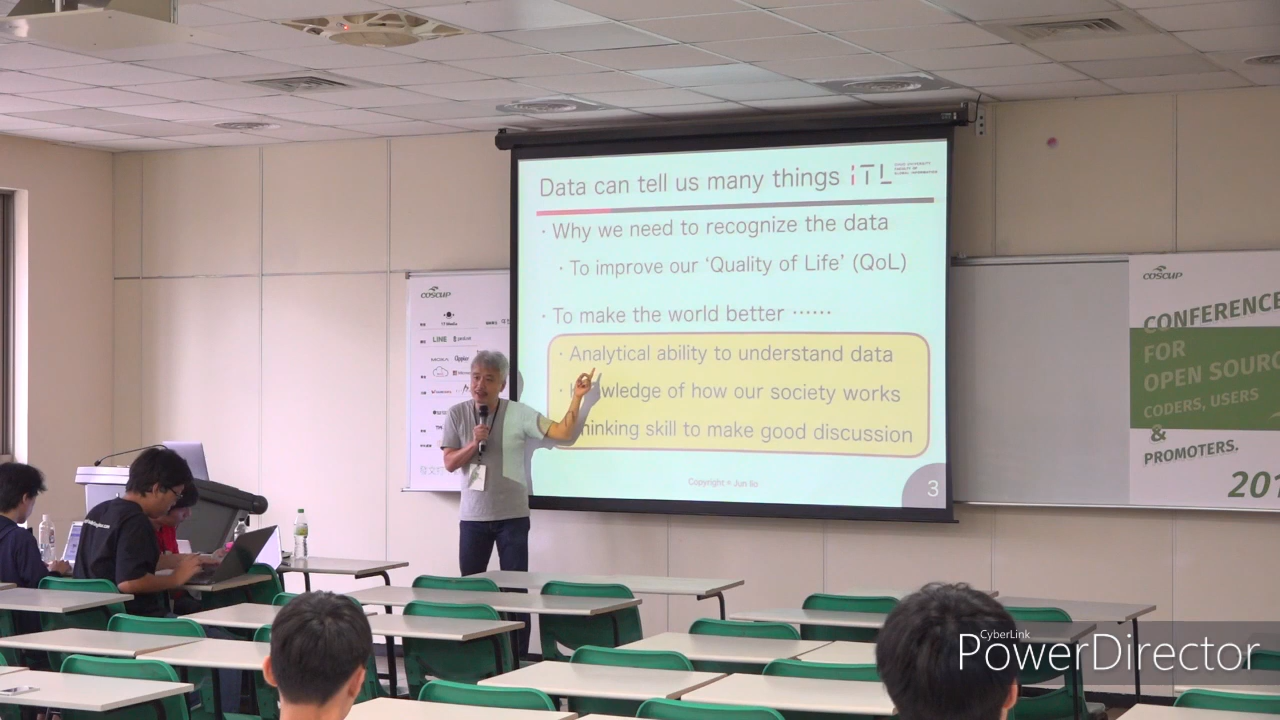 Data can tell us many things
iTL
· Why we need to recognize the data
· To improve our ‘Quality of Life’ (QoL)
· To make the world better ······
· Analytical ability to understand data
wledge of how our society works
hinking skill to make good discussion
Copyright © Jun Iio
3
COSCUP
LINE
COSCUP
CONFERENCE
FOR
OPEN SOURC
CODERS, USERS
&
PROMOTERS,
201
CyberLink
PowerDirector